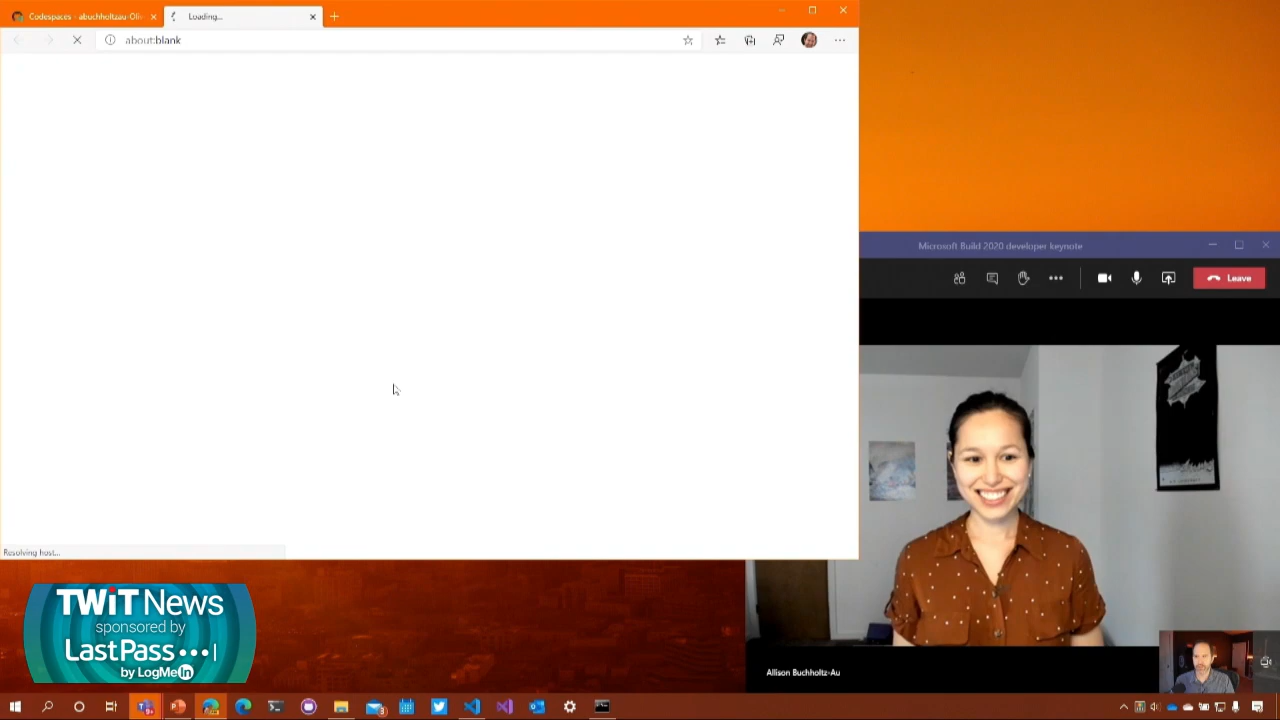 Codespaces - abuchholtzau-Oli
Loading...
about:blank
Microsoft Build 2020 developer keynote
Leave
Resolving host...
TWiT News
sponsored by
LastPass
by LogMeIn
Allison Buchholtz-Au